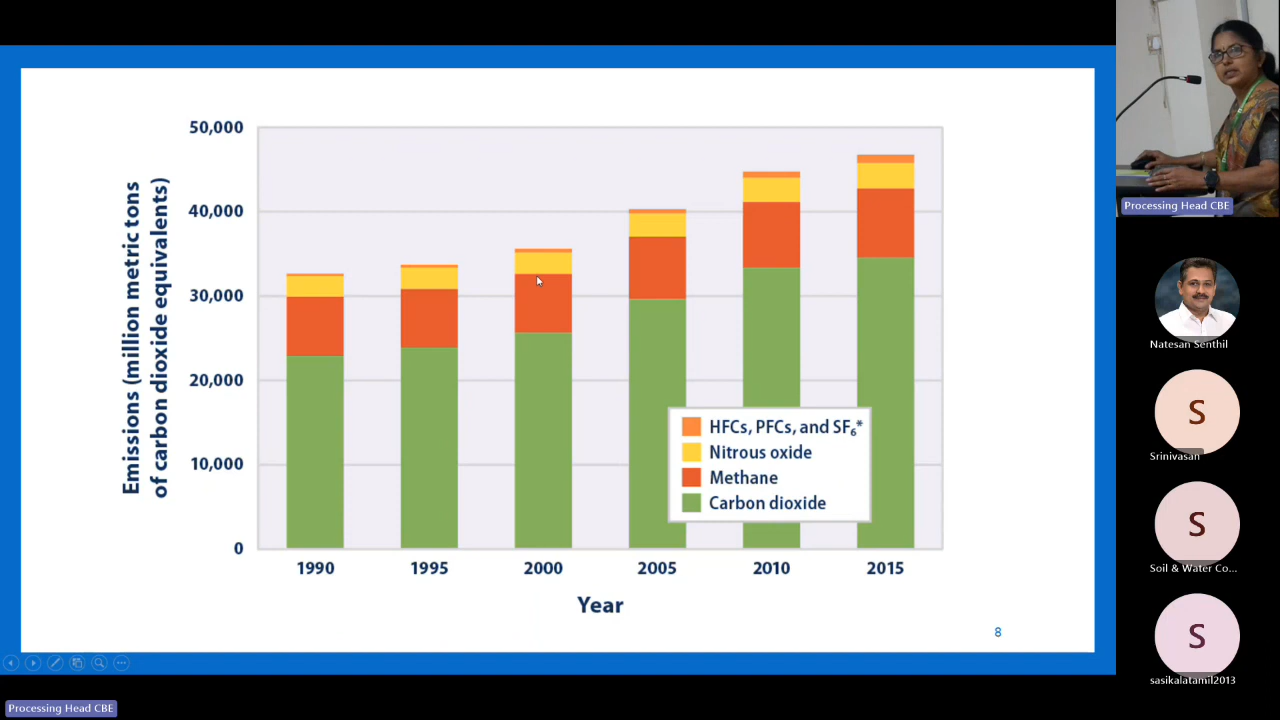 50,000
40,000
30,000
20,000
10,000
0
Emissions (million metric tons
of carbon dioxide equivalents)
HFCs, PFCs, and SF₆*
Nitrous oxide
Methane
Carbon dioxide
1990 1995 2000 2005 2010 2015
Year
8
Processing Head CBE
Natesan Senthil
S
Srinivasan
S
Soil & Water Co...
S
sasikalatamil2013
Processing Head CBE